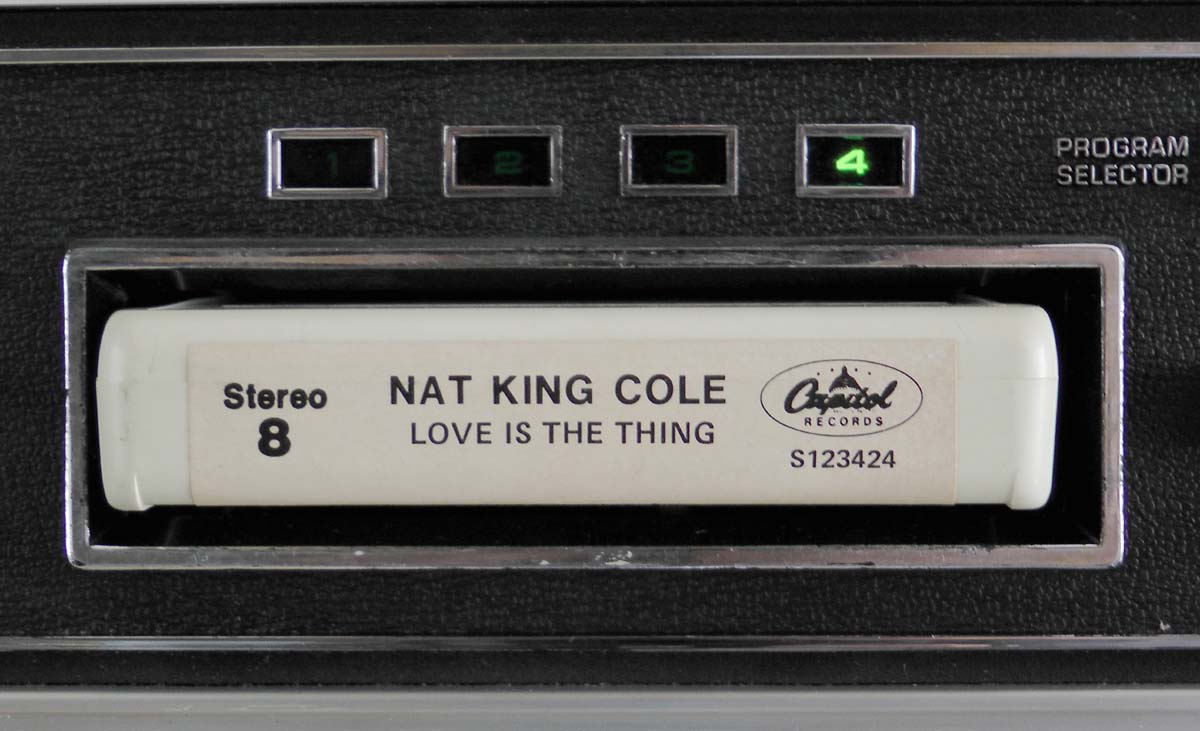 1 2 3 4
PROGRAM
SELECTOR
Stereo
8
NAT KING COLE
LOVE IS THE THING
Capitol
RECORDS
S123424